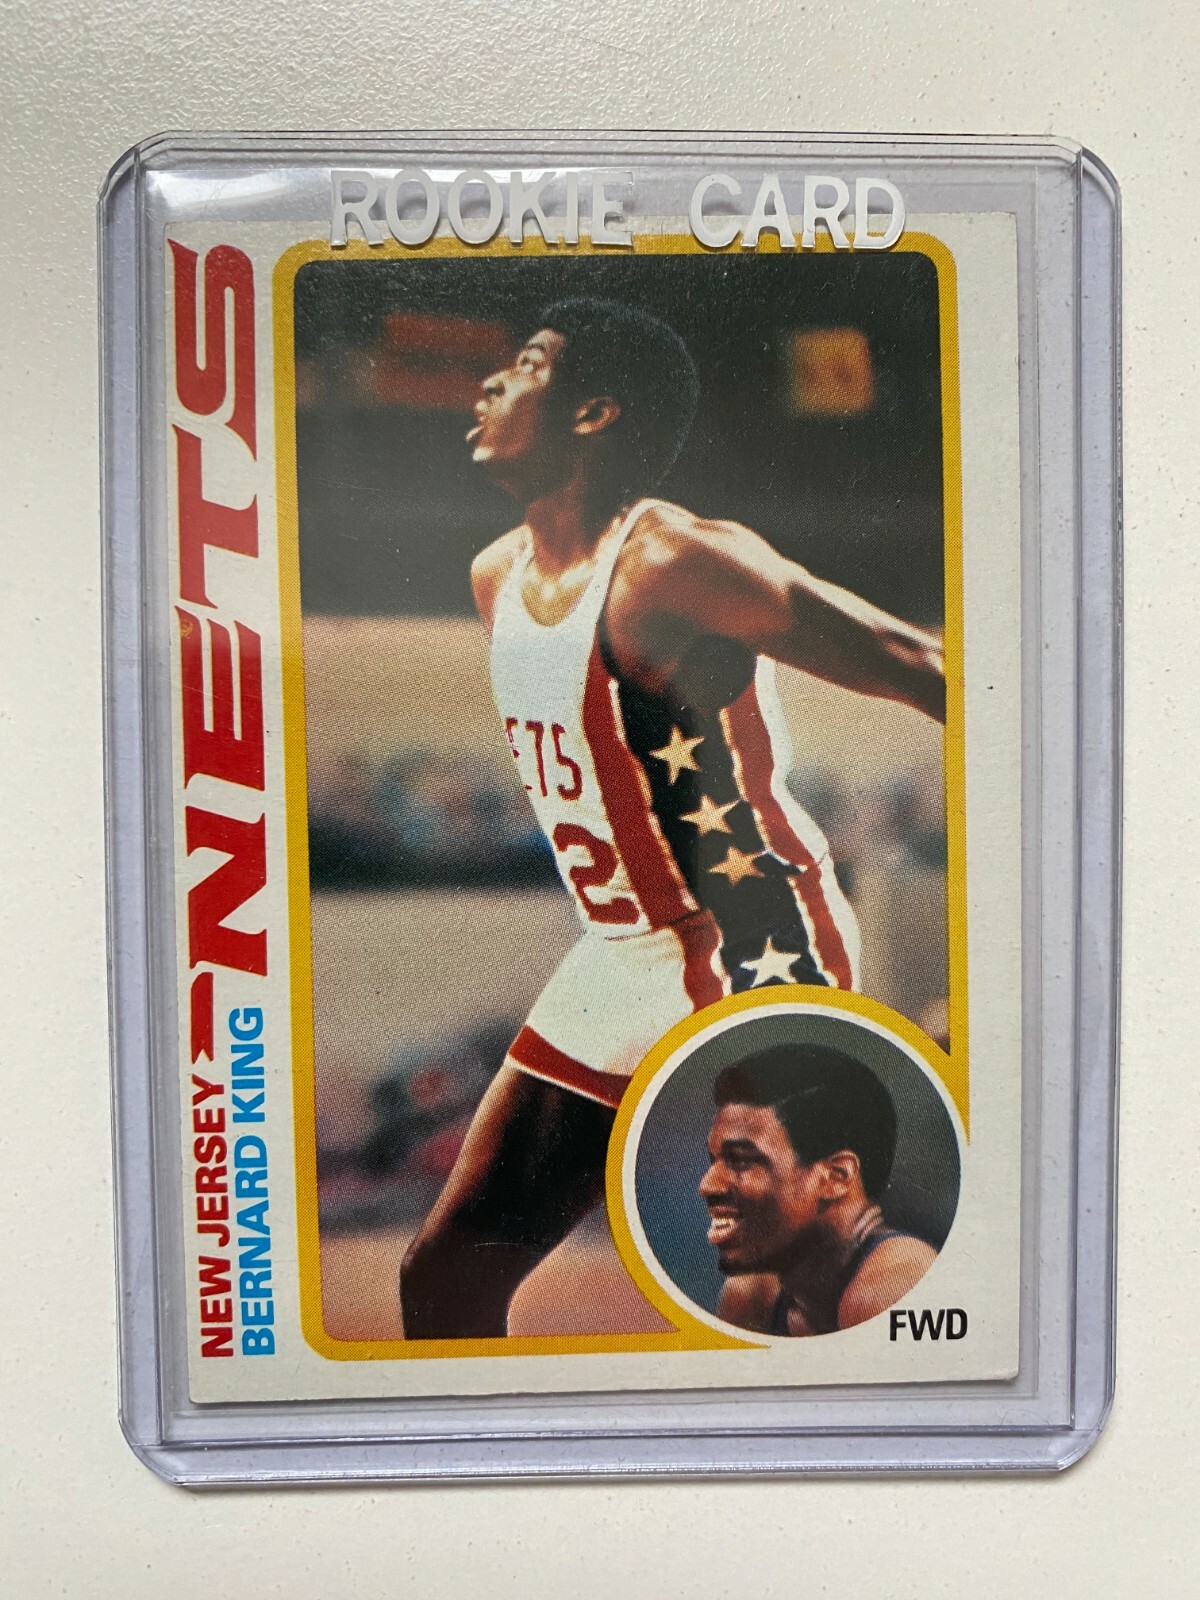 ROOKIE CARD
NEW JERSEY NETS
BERNARD KING
ETS
2
FWD